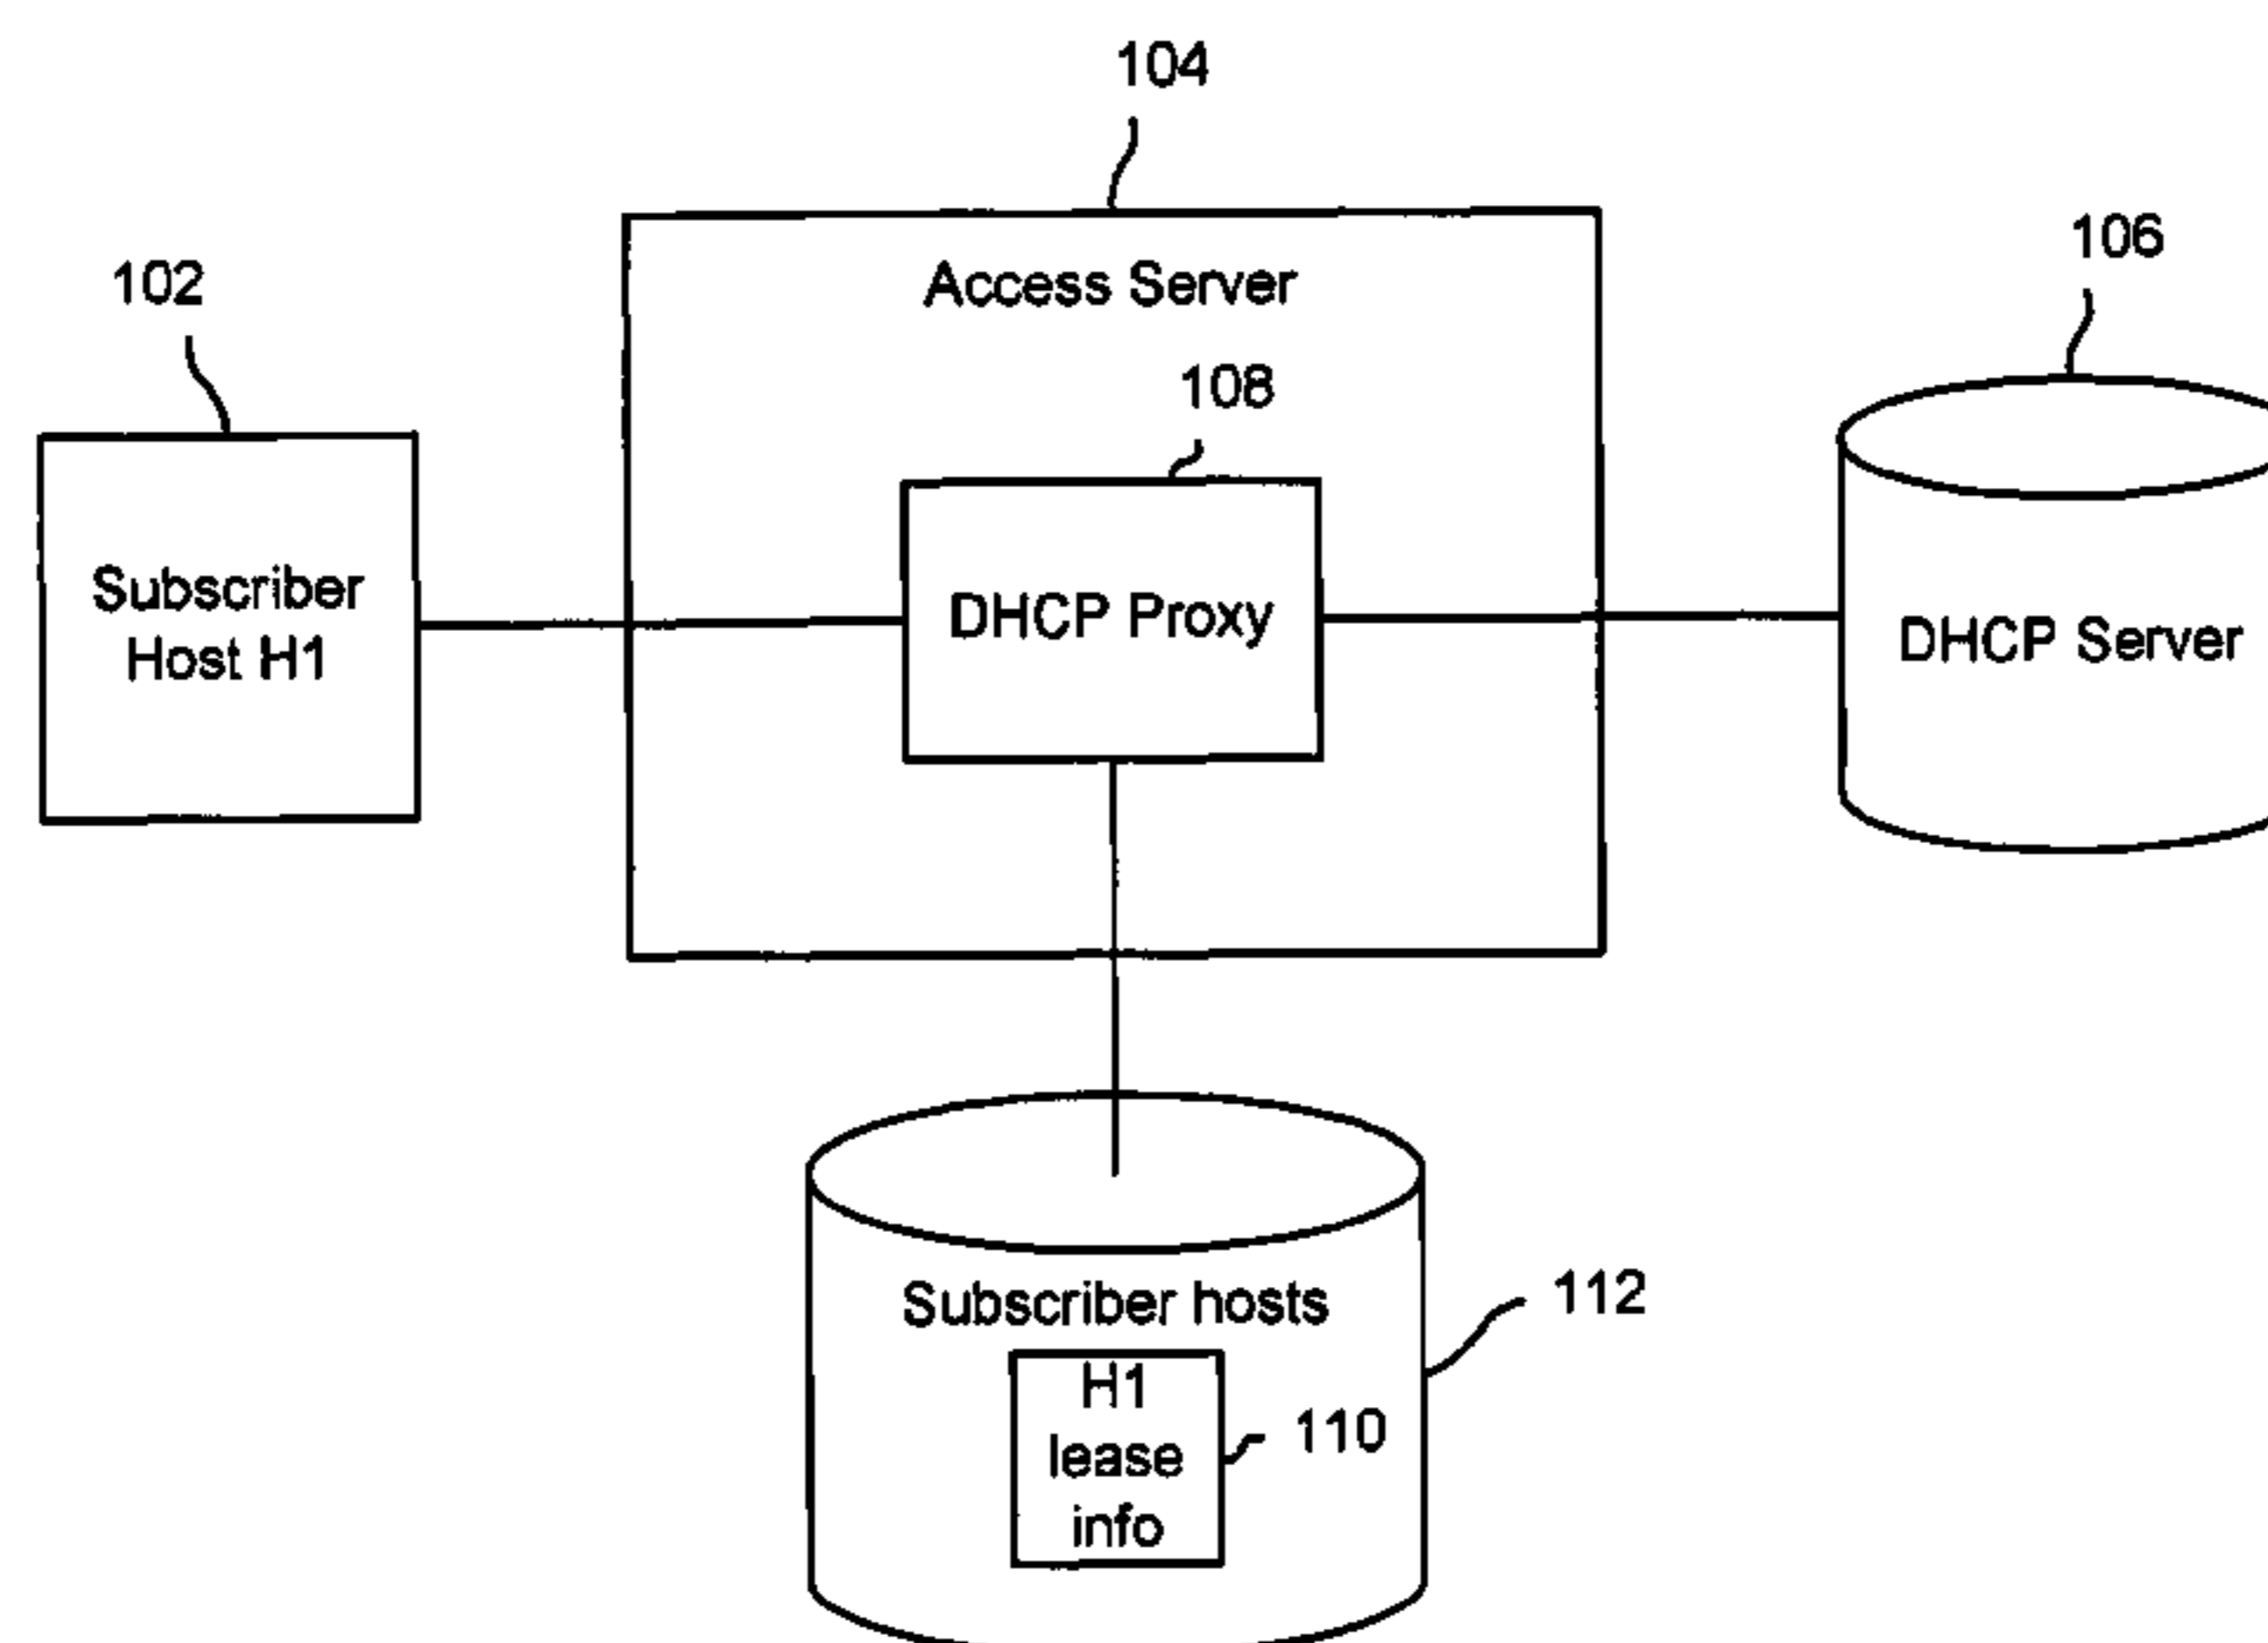 104
106
102
Access Server
108
Subscriber
Host H1
DHCP Proxy
DHCP Server
Subscriber hosts
112
H1
lease
info
110